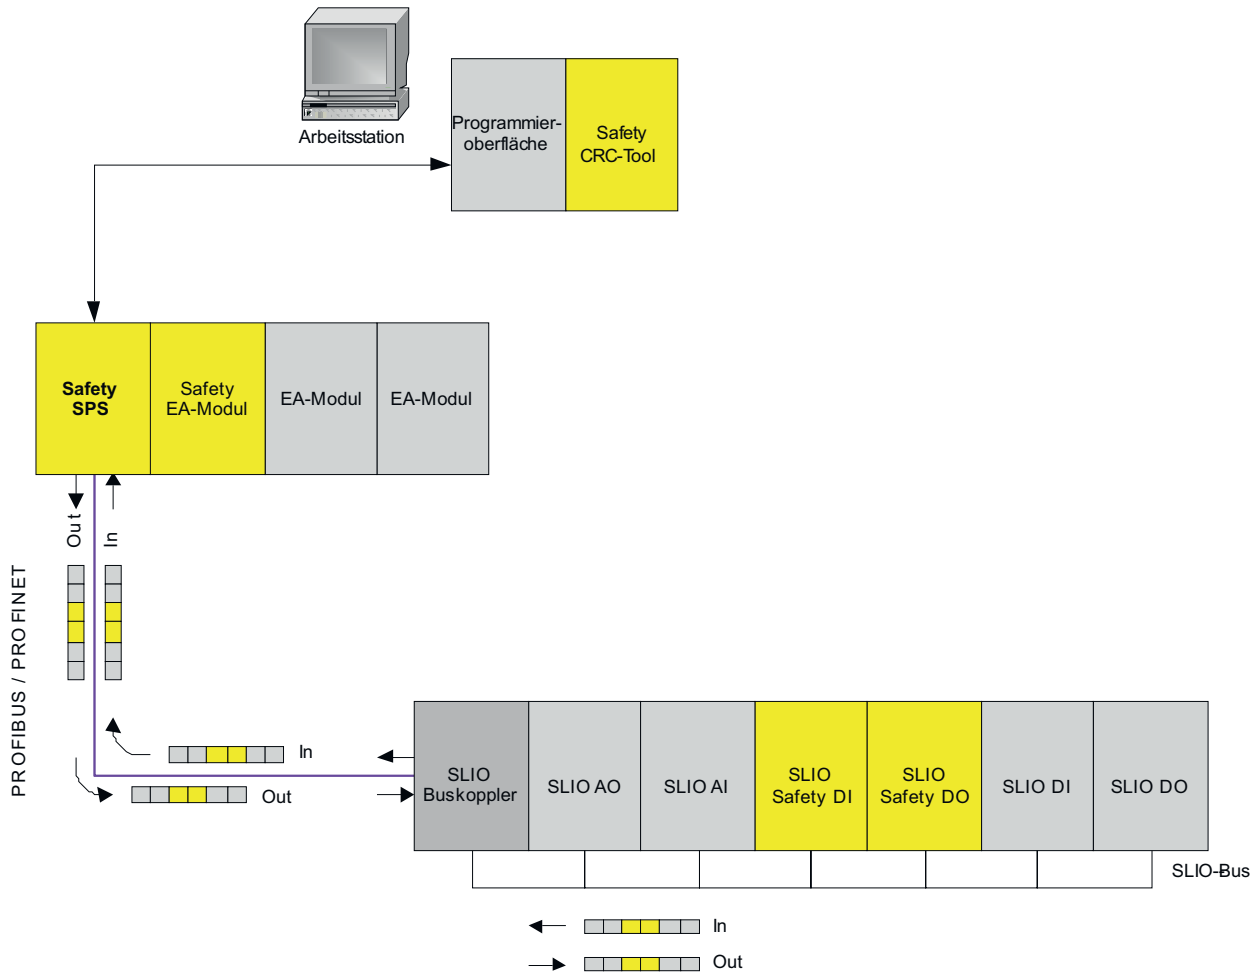 Arbeitsstation
Programmier-
oberfläche
Safety
CRC-Tool
Safety
SPS
Safety
EA-Modul
EA-Modul
EA-Modul
Out
In
PROFIBUS / PROFINET
In
Out
SLIO
Buskoppler
SLIO AO
SLIO AI
SLIO
Safety DI
SLIO
Safety DO
SLIO DI
SLIO DO
SLIO-Bus
In
Out